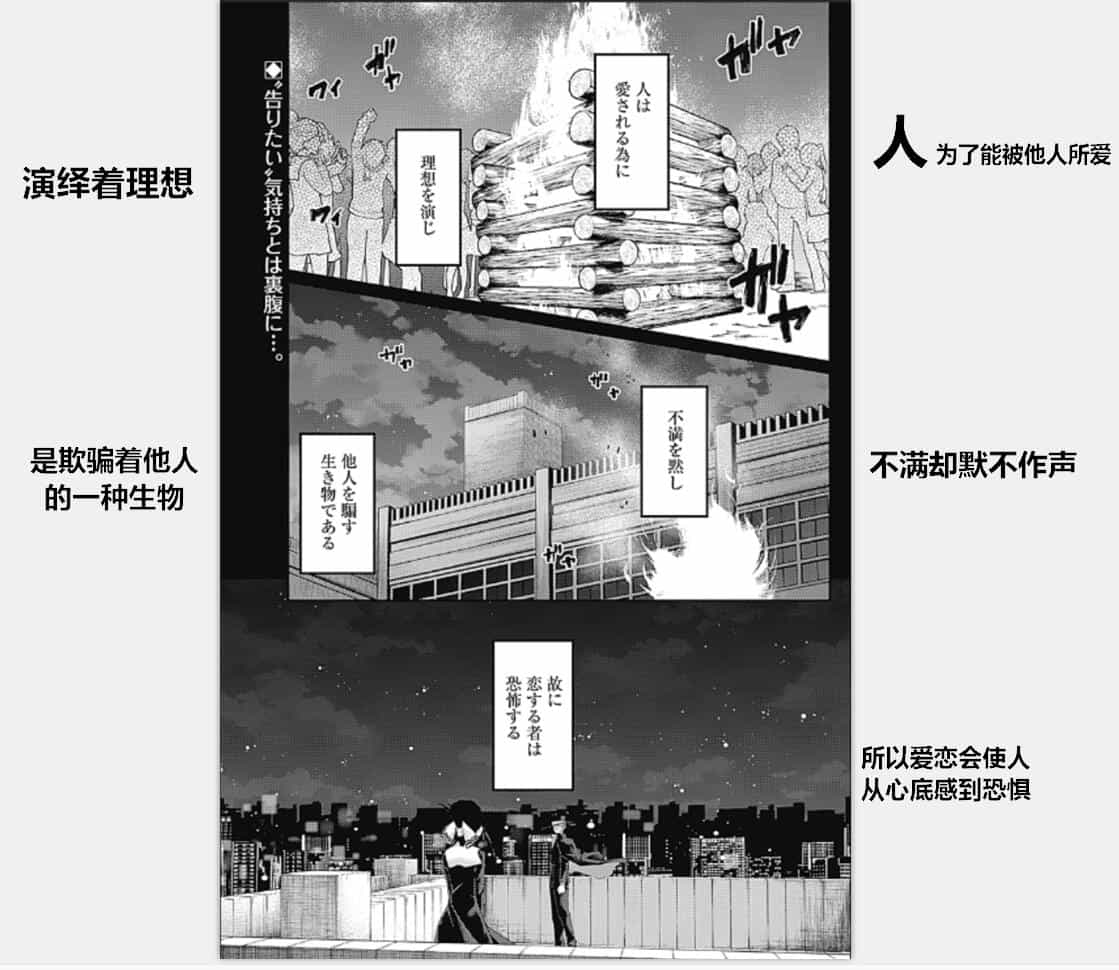 人 为了能被他人所爱
人は
愛される為に
理想を演じ
演绎着理想
◆“告りたい”気持ちとは裏腹に…。
ガヤ
ガヤ
ワイ
ワイ
ガヤ
不满却默不作声
不満を黙し
他人を騙す
生き物である
是欺骗着他人
的一种生物
ガヤ
ガヤ
ガヤ
故に
恋する者は
恐怖する
所以爱恋会使人
从心底感到恐惧